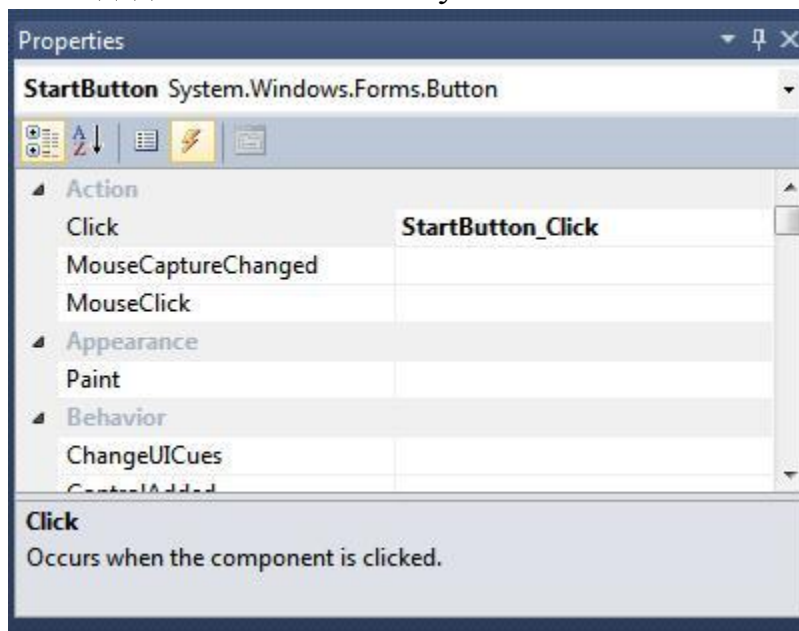 Properties
StartButton System.Windows.Forms.Button
Action
Click StartButton_Click
MouseCaptureChanged
MouseClick
Appearance
Paint
Behavior
ChangeUICues
ControlAdded
Click
Occurs when the component is clicked.